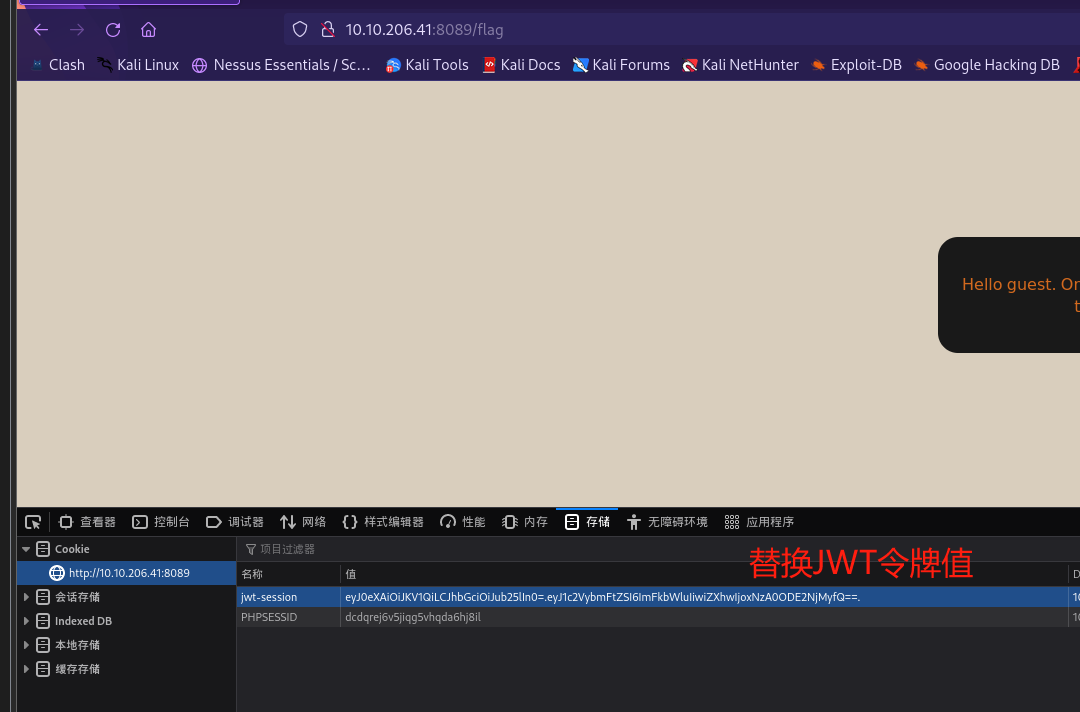 10.10.206.41:8089/flag
Clash Kali Linux Nessus Essentials / Sc… Kali Tools Kali Docs Kali Forums Kali NetHunter Exploit-DB Google Hacking DB
Hello guest. Or
t
查看器 控制台 调试器 网络 样式编辑器 性能 内存 存储 无障碍环境 应用程序
Cookie
http://10.10.206.41:8089
会话存储
Indexed DB
本地存储
缓存存储
项目过滤器
替换JWT令牌值
名称 值 D
jwt-session eyJ0eXAiOiJKV1QiLCJhbGciOiJub25lIn0=.eyJ1c2VybmFtZSI6ImFkbWluIiwiZXhwIjoxNzA0ODE2NjMyfQ==. 10
PHPSESSID dcdqrej6v5jiqg5vhqda6hj8il 10